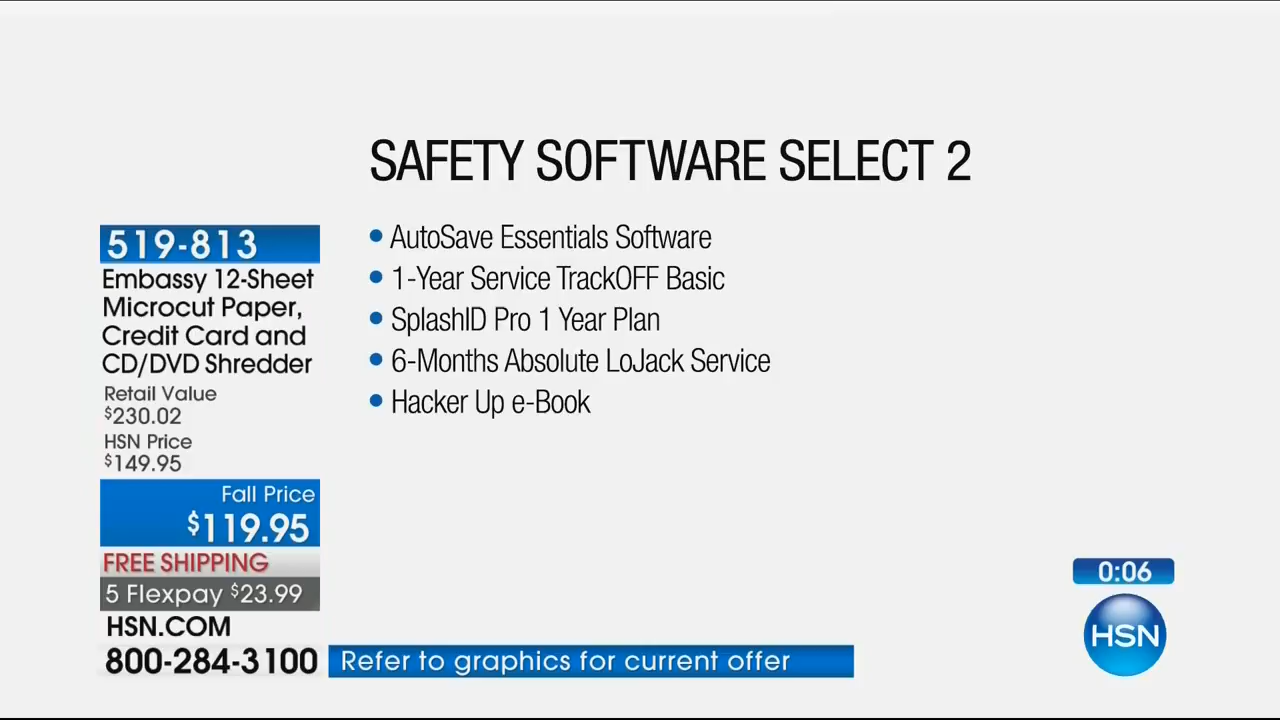 SAFETY SOFTWARE SELECT 2
• AutoSave Essentials Software
• 1-Year Service TrackOFF Basic
• SplashID Pro 1 Year Plan
• 6-Months Absolute LoJack Service
• Hacker Up e-Book
519-813
Embassy 12-Sheet
Microcut Paper,
Credit Card and
CD/DVD Shredder
Retail Value
$230.02
HSN Price
$149.95
Fall Price
$119.95
FREE SHIPPING
5 Flexpay $23.99
HSN.COM
800-284-3100
Refer to graphics for current offer
0:06
HSN